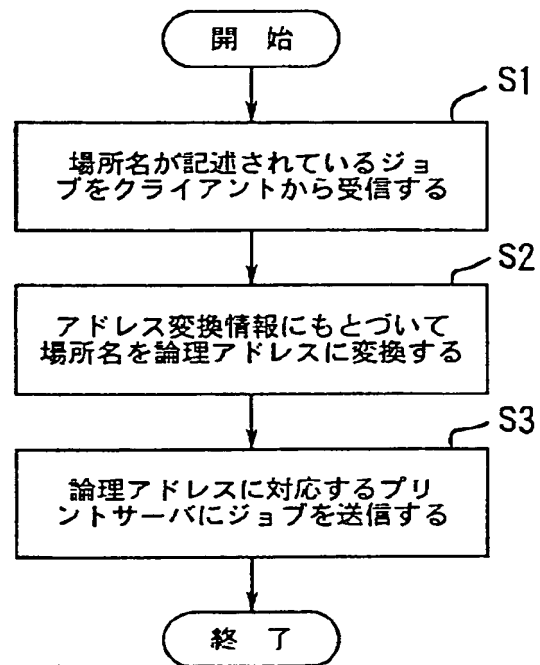 開 始
S1
場所名が記述されているジョ
ブをクライアントから受信する
S2
アドレス変換情報にもとづいて
場所名を論理アドレスに変換する
S3
論理アドレスに対応するプリ
ントサーバにジョブを送信する
終 了